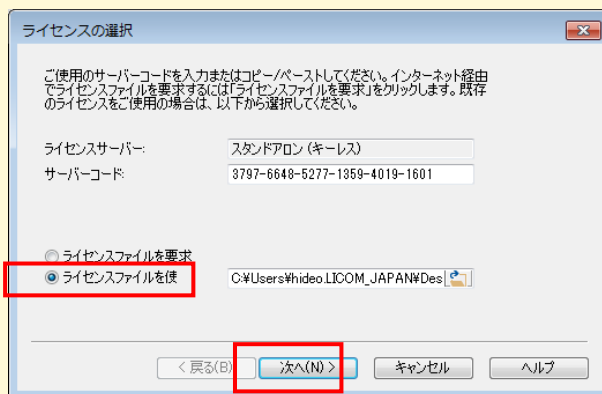 ライセンスの選択
ご使用のサーバーコードを入力またはコピー/ペーストしてください。インターネット経由
でライセンスファイルを要求するには「ライセンスファイルを要求」をクリックします。既存
のライセンスをご使用の場合は、以下から選択してください。
ライセンスサーバー: スタンドアロン (キーレス)
サーバーコード: 3797-6648-5277-1359-4019-1601
ライセンスファイルを要求
ライセンスファイルを使 C:¥Users¥hideo.LICOM_JAPAN¥Des
< 戻る(B) 次へ(N) > キャンセル ヘルプ